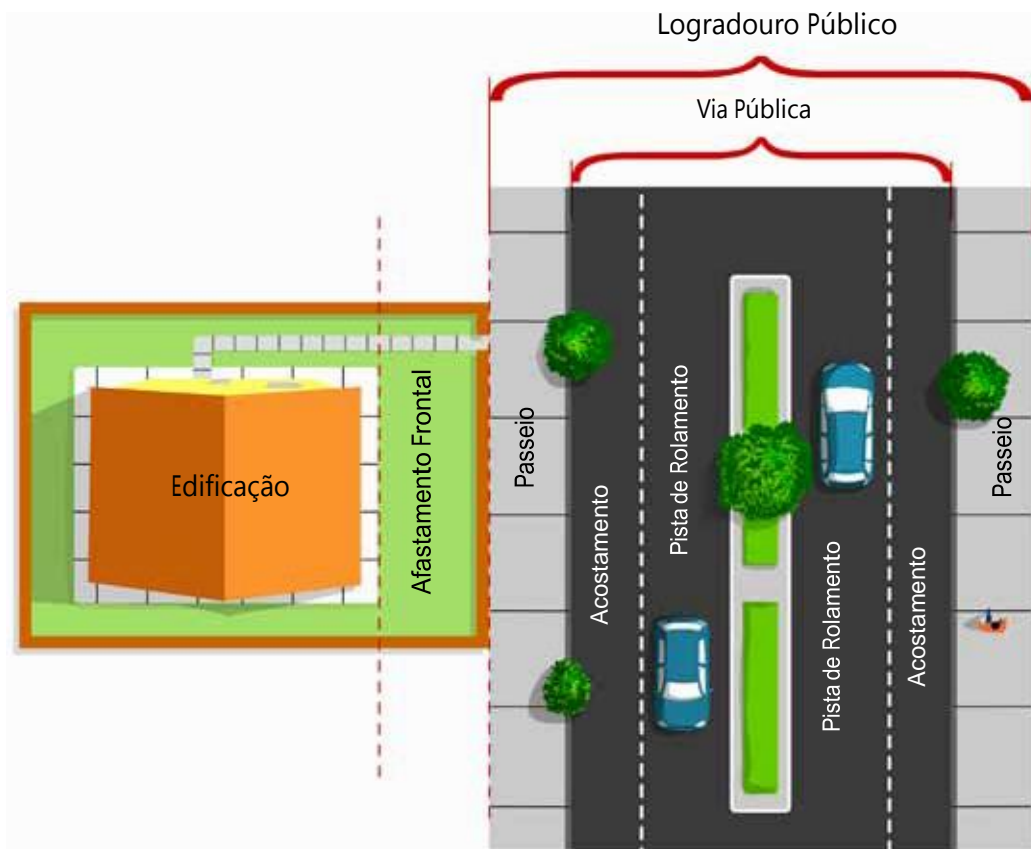 Logradouro Público
Via Pública
Edificação
Afastamento Frontal
Passeio
Acostamento
Pista de Rolamento
Pista de Rolamento
Acostamento
Passeio